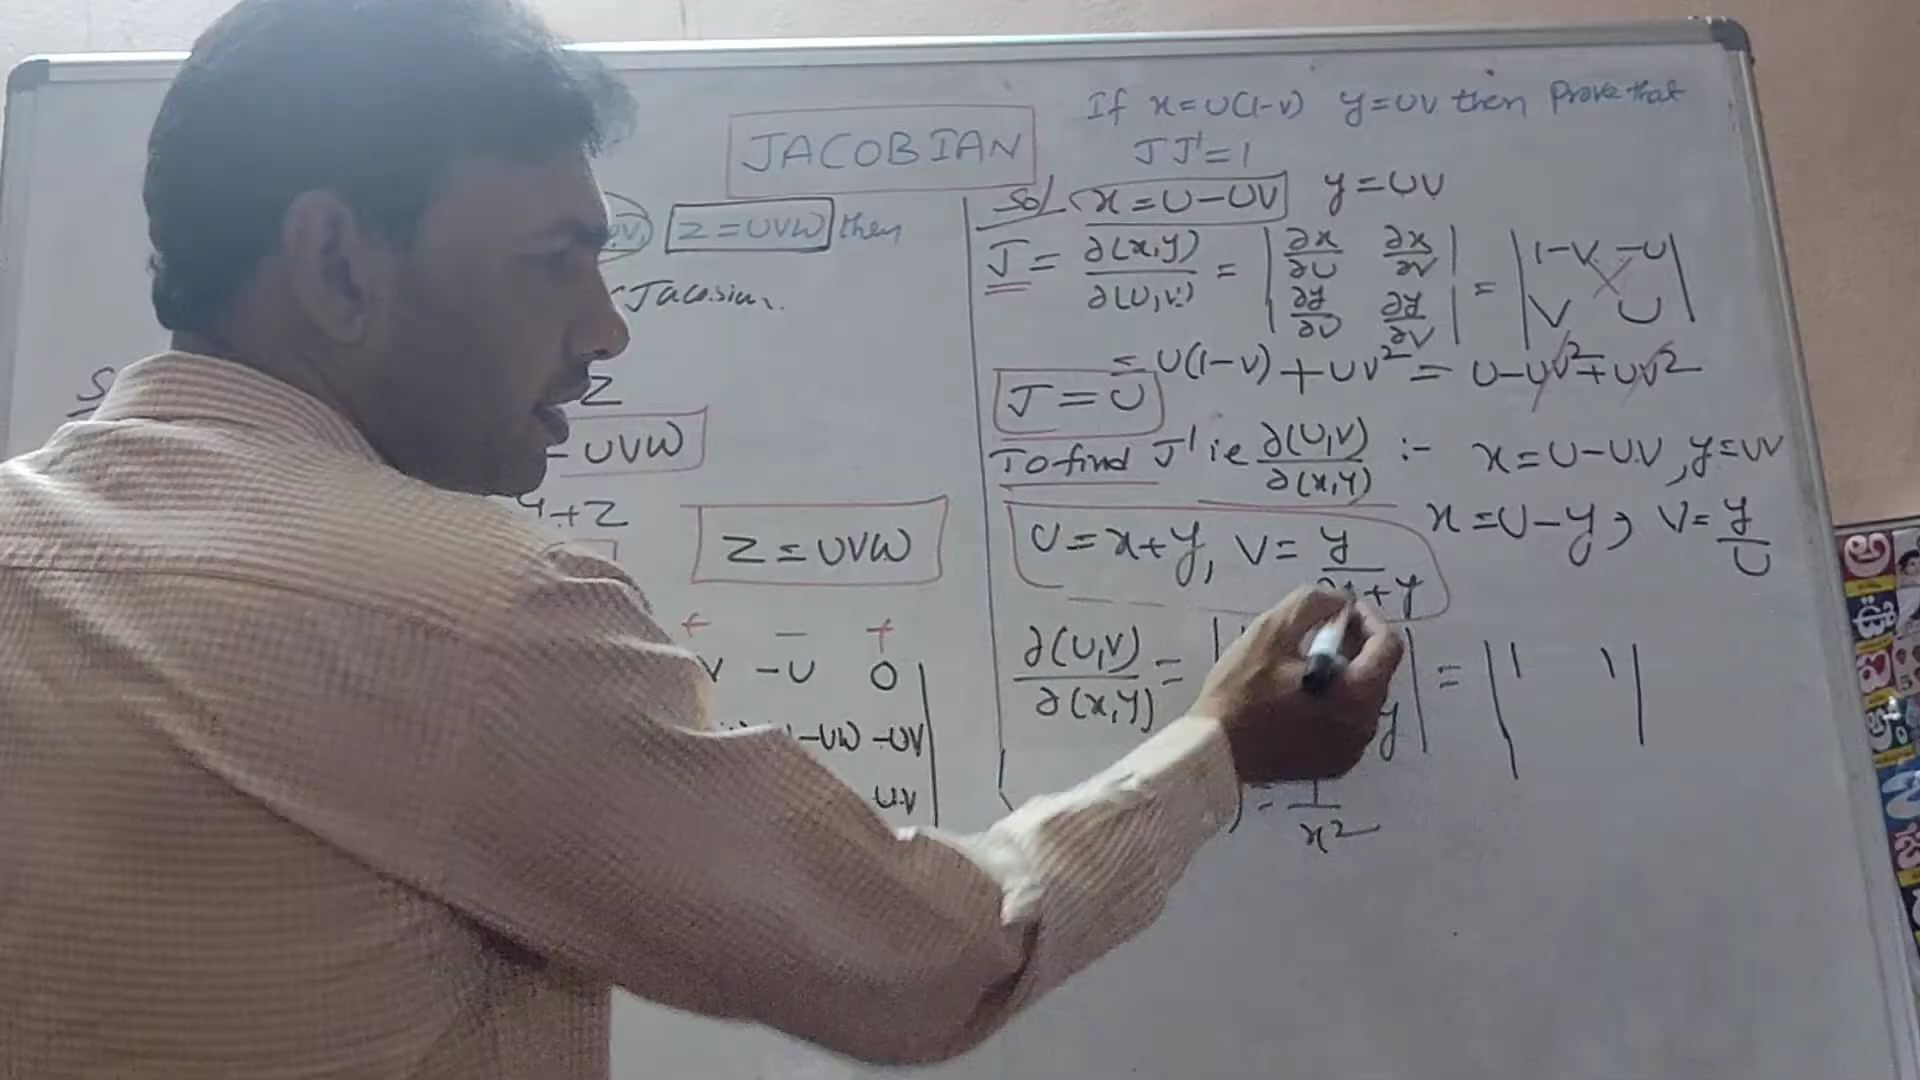 JACOBIAN
Z = UVW then
Jacobian.
Z
- UVW
y+Z
Z = UVW
+ - +
V -U 0
-UW -UV
UV
If x=U(1-V) y=UV then Prove that
JJ'=1
Sol x=U-UV y=UV
J = ∂(x,y)/∂(U,V) = |∂x/∂U ∂x/∂V; ∂y/∂U ∂y/∂V| = |1-V -U; V U|
= U(1-V)+UV² = U-UV²+UV²
J = U
To find J' ie ∂(U,V)/∂(x,y) :- x=U-UV, y=UV
x=U-y, V=y/U
U=x+y, V=y/x+y
∂(U,V)/∂(x,y) = | y | = |1 1|
- 1/x²